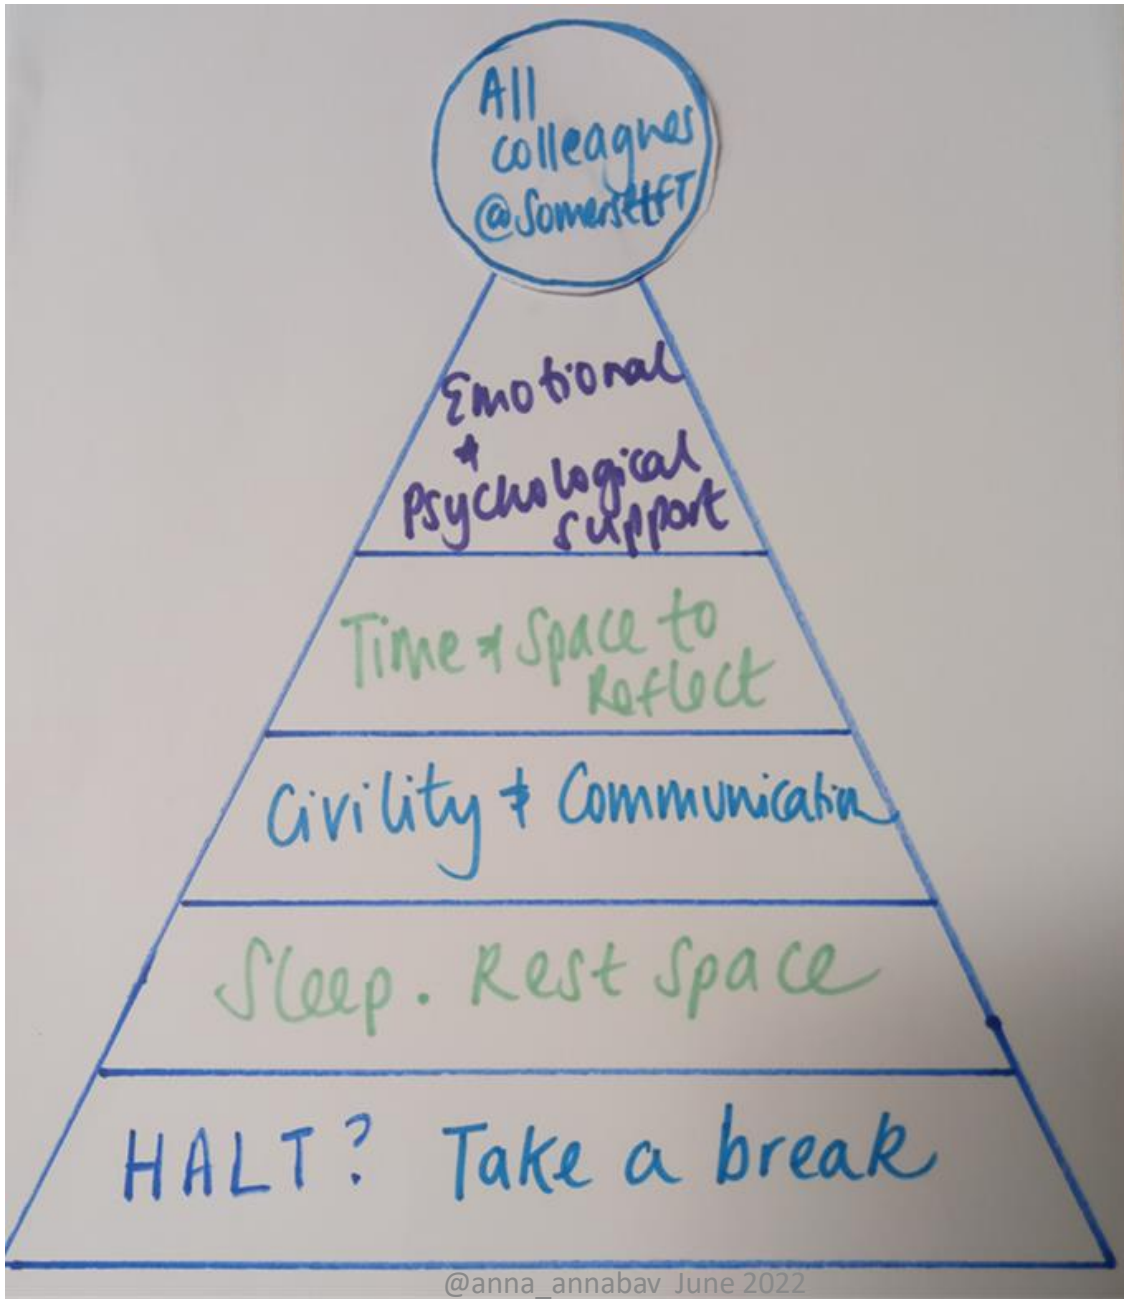 All
colleagues
@SomersetFT
Emotional
+
Psychological
support
Time + Space to
Reflect
Civility + Communication
Sleep. Rest Space
HALT? Take a break
@anna_annabav June 2022